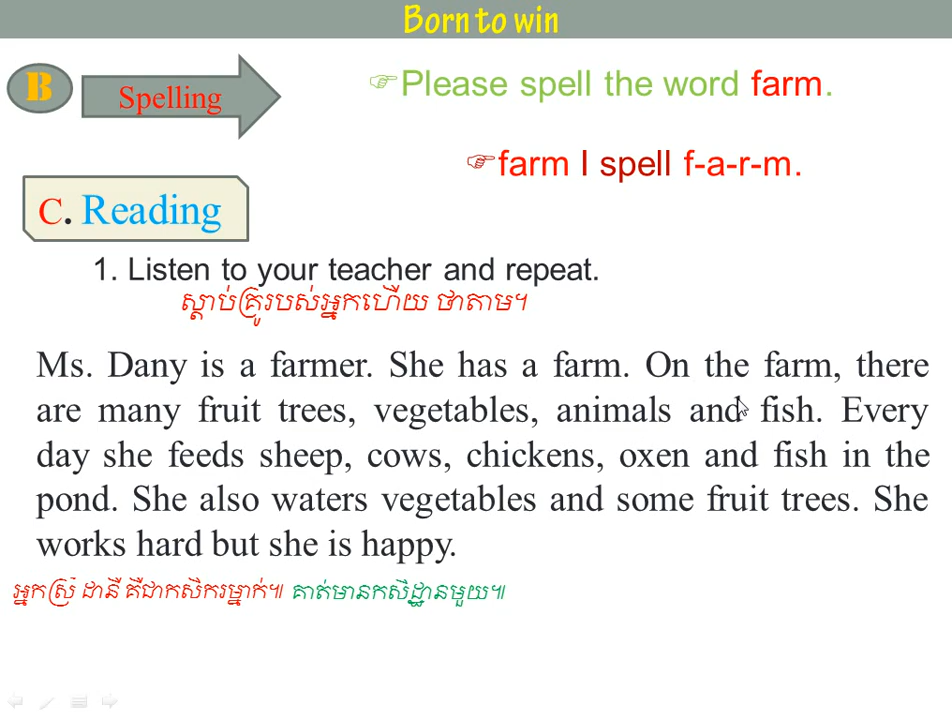 Born to win
B
Spelling
☞Please spell the word farm.
☞farm I spell f-a-r-m.
C. Reading
1. Listen to your teacher and repeat.
ស្តាប់គ្រូរបស់អ្នកហើយ ថាតាម។
Ms. Dany is a farmer. She has a farm. On the farm, there
are many fruit trees, vegetables, animals and fish. Every
day she feeds sheep, cows, chickens, oxen and fish in the
pond. She also waters vegetables and some fruit trees. She
works hard but she is happy.
អ្នកស្រី ដានី គឺជាកសិករម្នាក់៕ គាត់មានកសិដ្ឋានមួយ៕